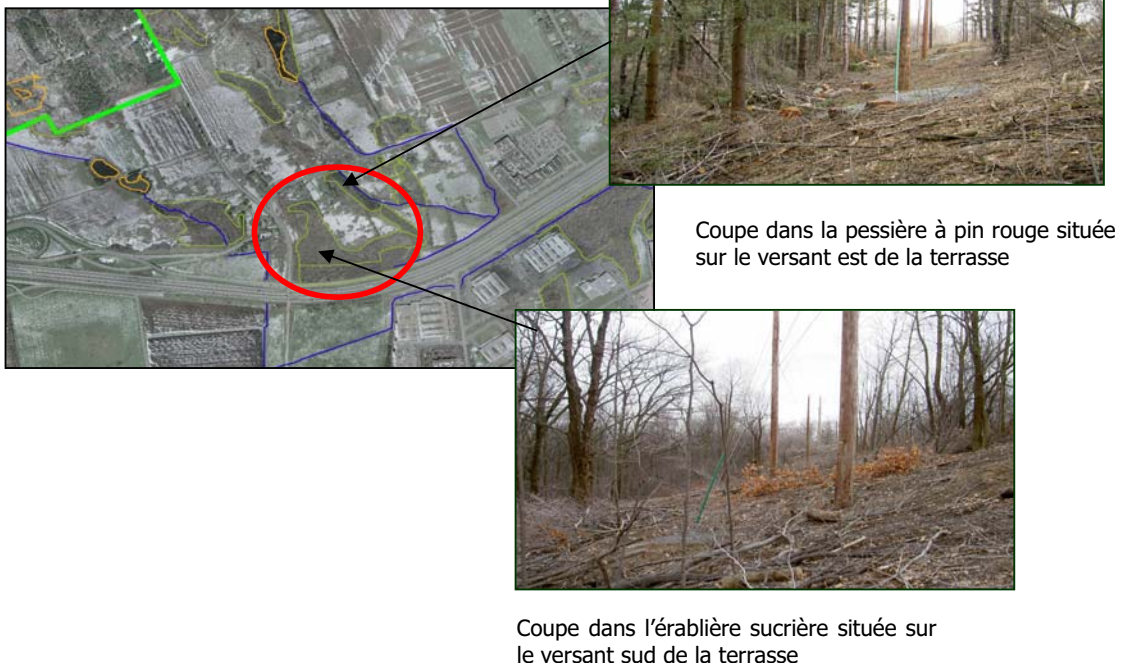 Coupe dans la pessière à pin rouge située
sur le versant est de la terrasse
Coupe dans l'érablière sucrière située sur
le versant sud de la terrasse